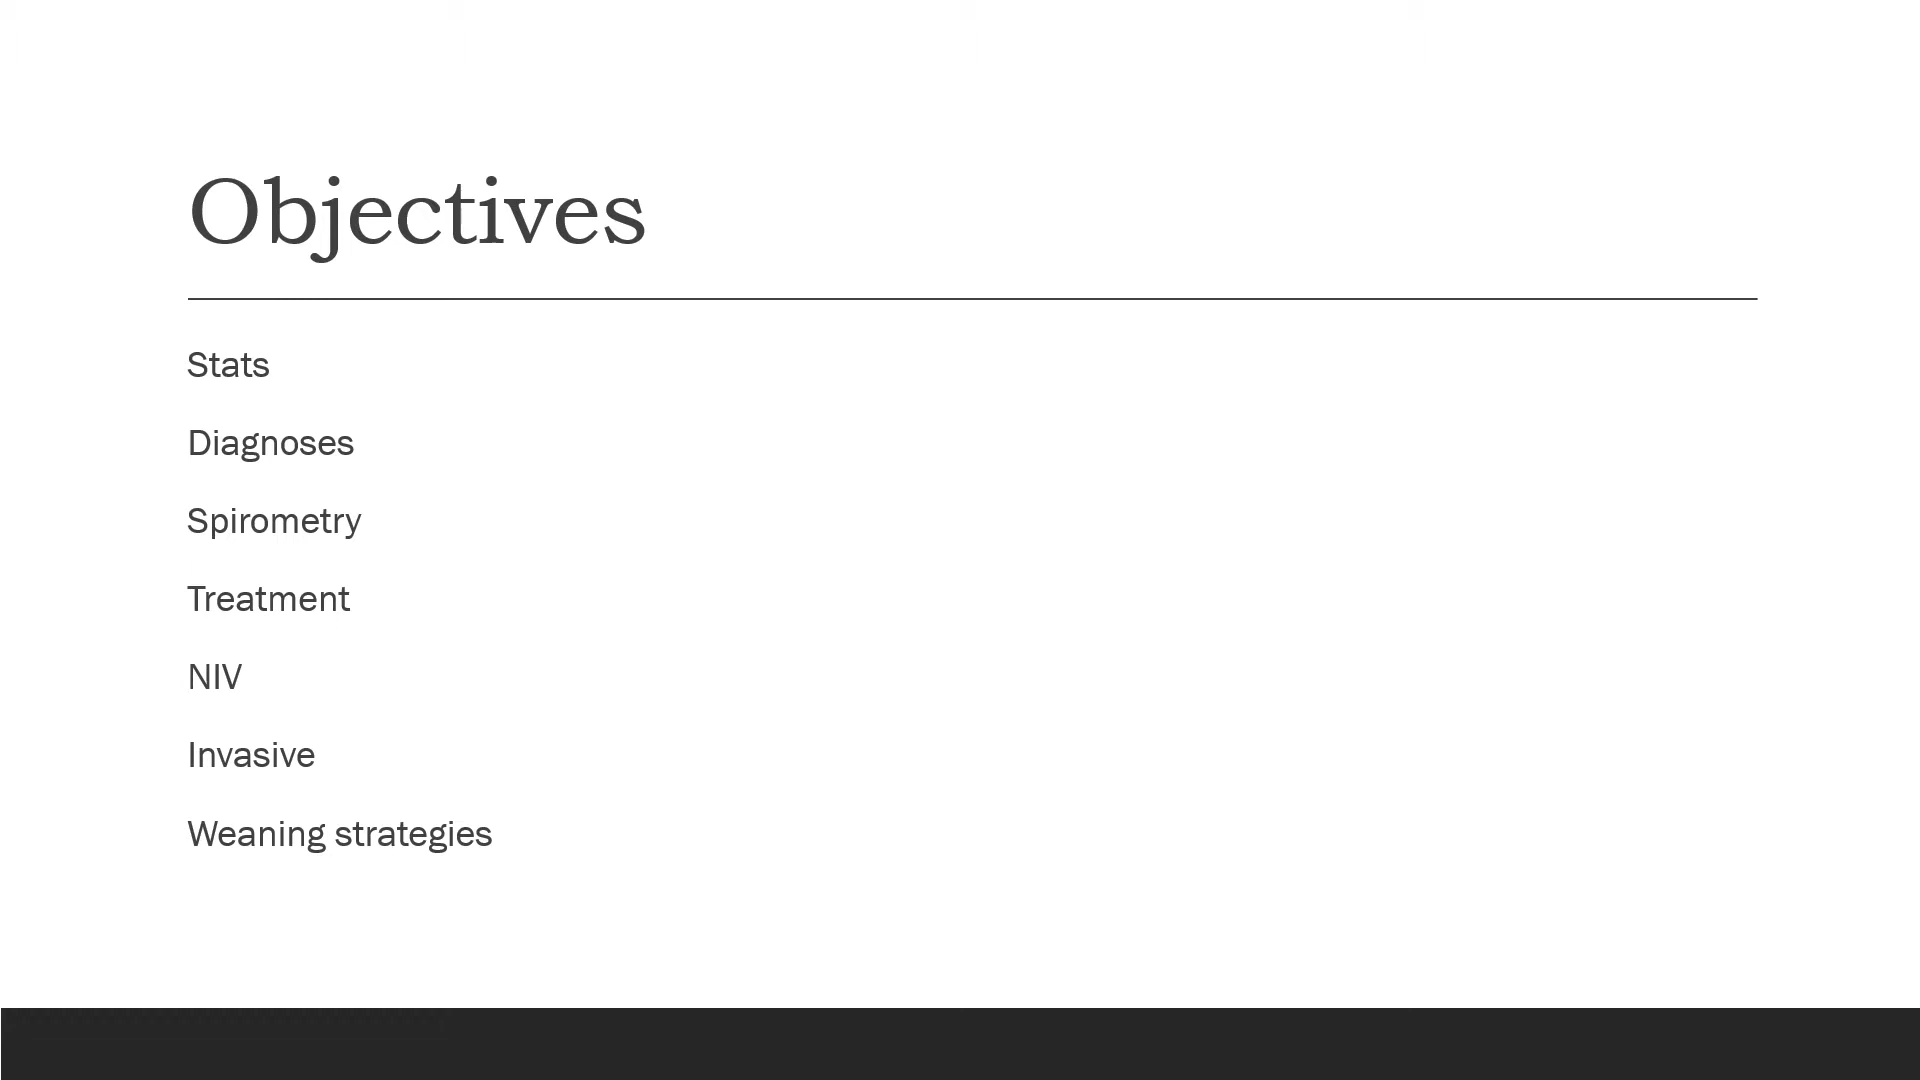 Objectives
Stats
Diagnoses
Spirometry
Treatment
NIV
Invasive
Weaning strategies